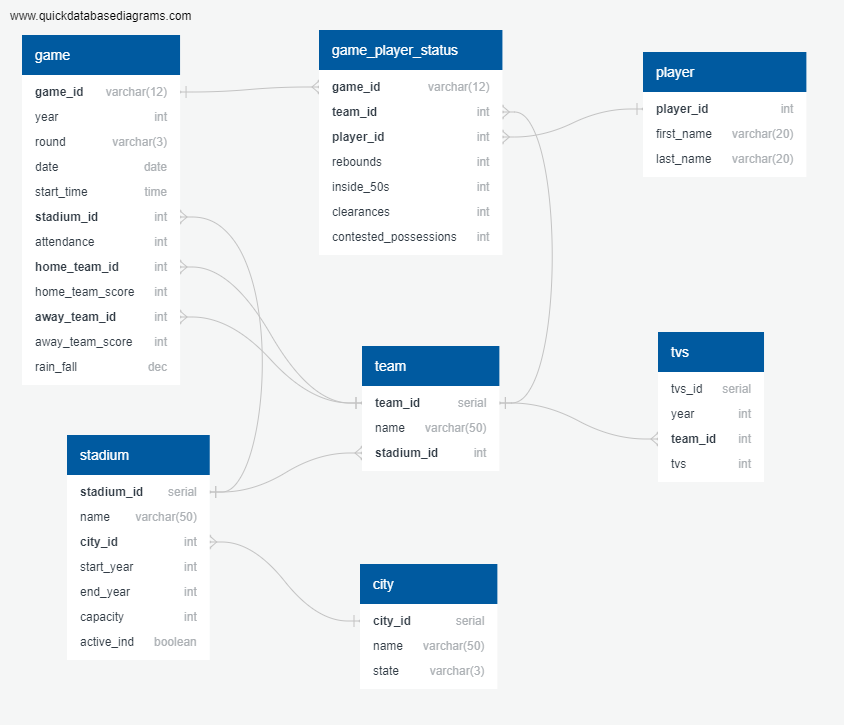 www.quickdatabasediagrams.com
game
game_id varchar(12)
year int
round varchar(3)
date date
start_time time
stadium_id int
attendance int
home_team_id int
home_team_score int
away_team_id int
away_team_score int
rain_fall dec
game_player_status
game_id varchar(12)
team_id int
player_id int
rebounds int
inside_50s int
clearances int
contested_possessions int
player
player_id int
first_name varchar(20)
last_name varchar(20)
team
team_id serial
name varchar(50)
stadium_id int
tvs
tvs_id serial
year int
team_id int
tvs int
stadium
stadium_id serial
name varchar(50)
city_id int
start_year int
end_year int
capacity int
active_ind boolean
city
city_id serial
name varchar(50)
state varchar(3)